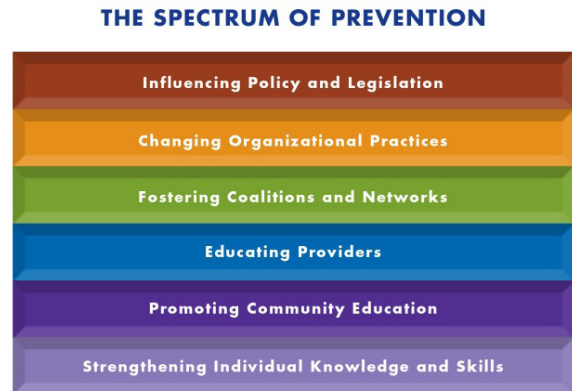 THE SPECTRUM OF PREVENTION
Influencing Policy and Legislation
Changing Organizational Practices
Fostering Coalitions and Networks
Educating Providers
Promoting Community Education
Strengthening Individual Knowledge and Skills